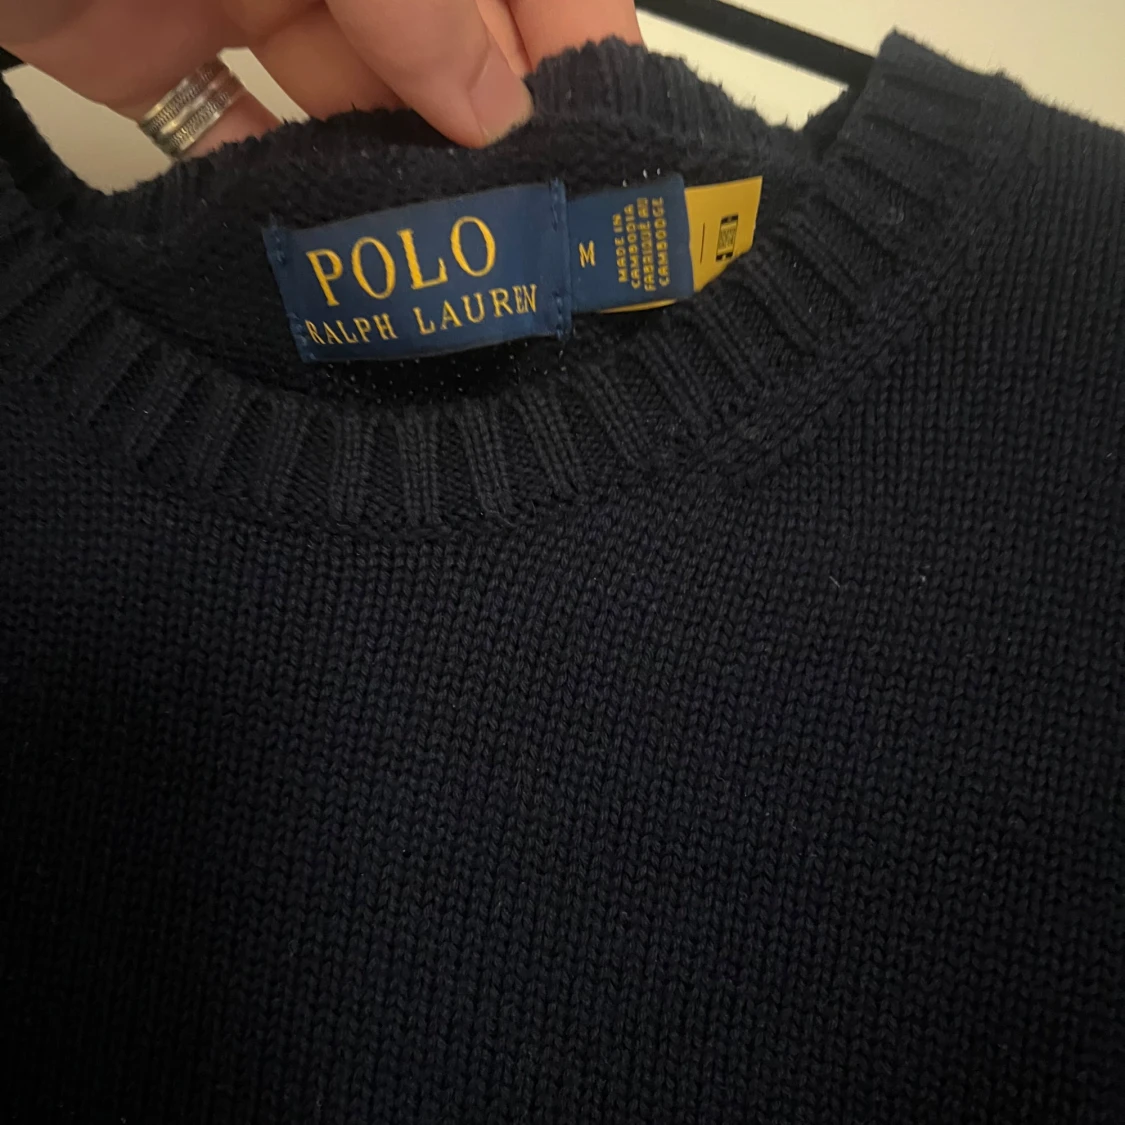 POLO
RALPH LAUREN
M
MADE IN
CAMBODIA
FABRIQUÉ AU
CAMBODGE